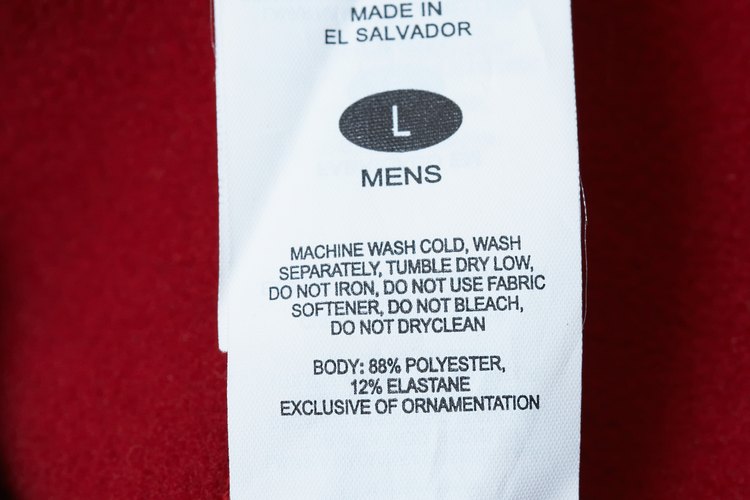 MADE IN
EL SALVADOR
L
MENS
MACHINE WASH COLD, WASH
SEPARATELY, TUMBLE DRY LOW,
DO NOT IRON, DO NOT USE FABRIC
SOFTENER, DO NOT BLEACH,
DO NOT DRYCLEAN
BODY: 88% POLYESTER,
12% ELASTANE
EXCLUSIVE OF ORNAMENTATION